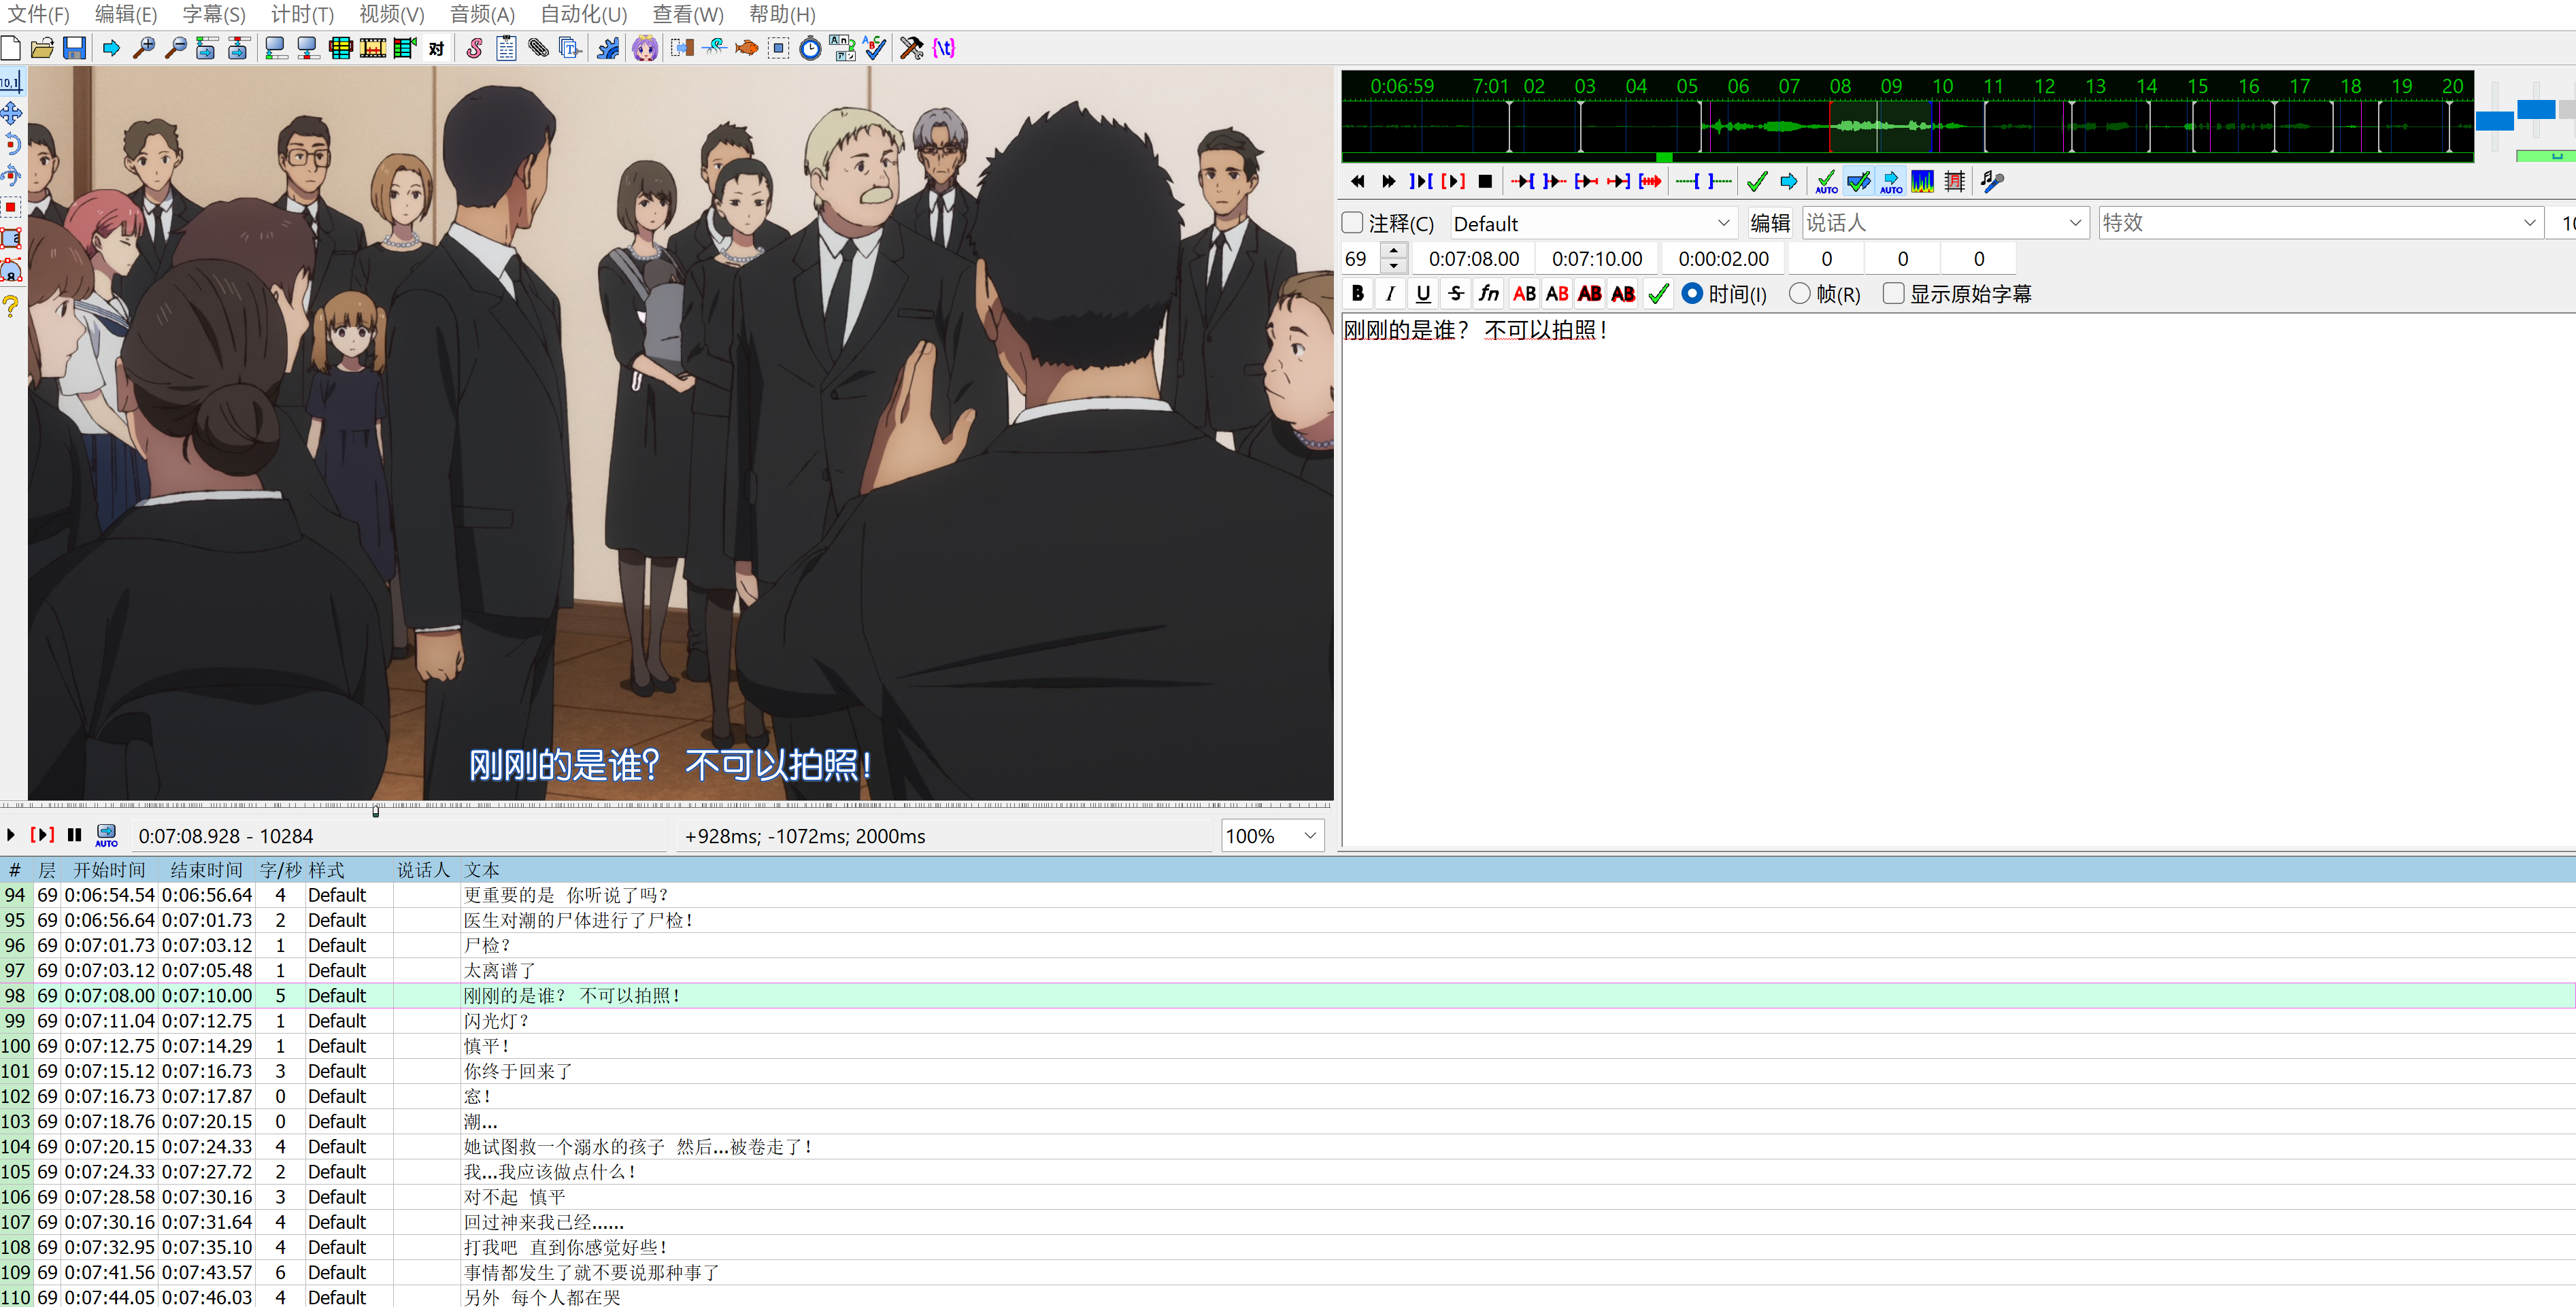 文件(F) 编辑(E) 字幕(S) 计时(T) 视频(V) 音频(A) 自动化(U) 查看(W) 帮助(H)
对 {\t}
0:06:59 7:01 02 03 04 05 06 07 08 09 10 11 12 13 14 15 16 17 18 19 20
AUTO AUTO
注释(C) Default 编辑 说话人 特效
69 0:07:08.00 0:07:10.00 0:00:02.00 0 0 0
B I U S fn AB AB AB AB 时间(I) 帧(R) 显示原始字幕
刚刚的是谁? 不可以拍照!
刚刚的是谁? 不可以拍照!
AUTO 0:07:08.928 - 10284 +928ms; -1072ms; 2000ms 100%
# 层 开始时间 结束时间 字/秒 样式 说话人 文本
94 69 0:06:54.54 0:06:56.64 4 Default 更重要的是 你听说了吗?
95 69 0:06:56.64 0:07:01.73 2 Default 医生对潮的尸体进行了尸检!
96 69 0:07:01.73 0:07:03.12 1 Default 尸检?
97 69 0:07:03.12 0:07:05.48 1 Default 太离谱了
98 69 0:07:08.00 0:07:10.00 5 Default 刚刚的是谁? 不可以拍照!
99 69 0:07:11.04 0:07:12.75 1 Default 闪光灯?
100 69 0:07:12.75 0:07:14.29 1 Default 慎平!
101 69 0:07:15.12 0:07:16.73 3 Default 你终于回来了
102 69 0:07:16.73 0:07:17.87 0 Default 窓!
103 69 0:07:18.76 0:07:20.15 0 Default 潮...
104 69 0:07:20.15 0:07:24.33 4 Default 她试图救一个溺水的孩子 然后...被卷走了!
105 69 0:07:24.33 0:07:27.72 2 Default 我...我应该做点什么!
106 69 0:07:28.58 0:07:30.16 3 Default 对不起 慎平
107 69 0:07:30.16 0:07:31.64 4 Default 回过神来我已经......
108 69 0:07:32.95 0:07:35.10 4 Default 打我吧 直到你感觉好些!
109 69 0:07:41.56 0:07:43.57 6 Default 事情都发生了就不要说那种事了
110 69 0:07:44.05 0:07:46.03 4 Default 另外 每个人都在哭